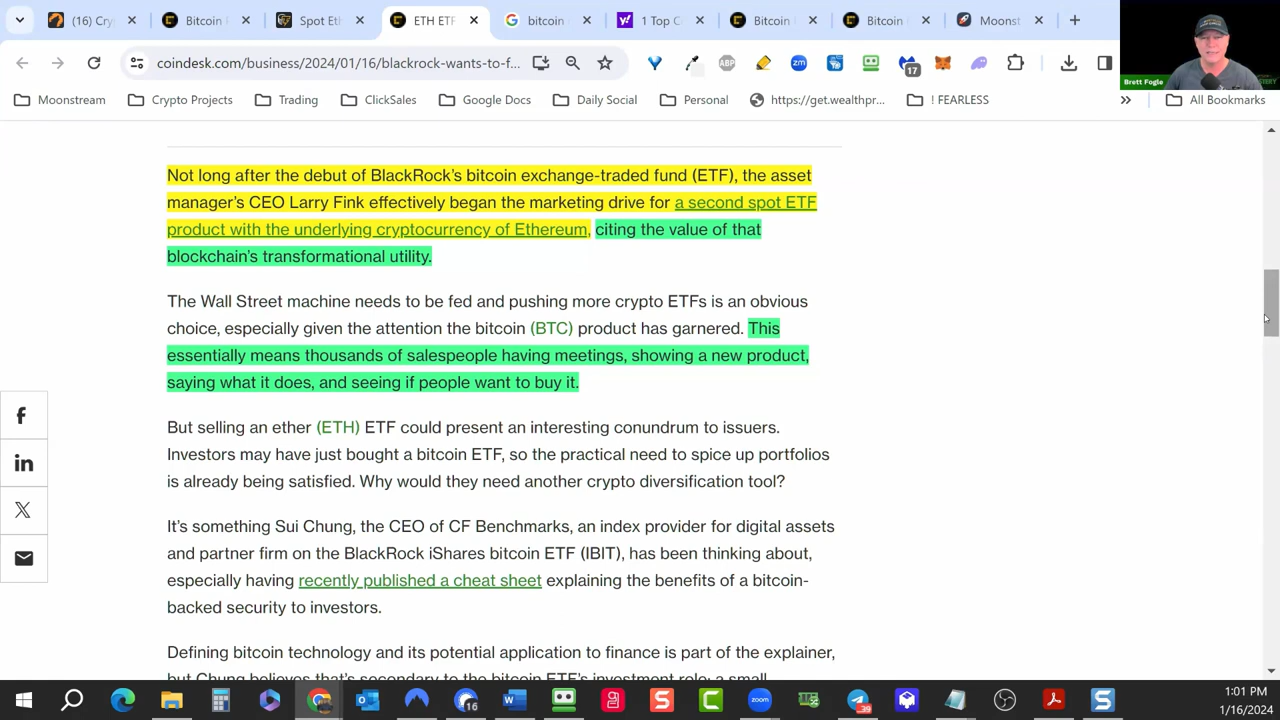 (16) Cry
Bitcoin
Spot Eth
ETH ETF
bitcoin
1 Top C
Bitcoin
Bitcoin
Moonst
coindesk.com/business/2024/01/16/blackrock-wants-to-f...
ABP
zm
17
Moonstream
Crypto Projects
Trading
ClickSales
Google Docs
Daily Social
Personal
https://get.wealthpr...
! FEARLESS
»
All Bookmarks
Brett Fogle
Not long after the debut of BlackRock's bitcoin exchange-traded fund (ETF), the asset
manager's CEO Larry Fink effectively began the marketing drive for a second spot ETF
product with the underlying cryptocurrency of Ethereum, citing the value of that
blockchain's transformational utility.
The Wall Street machine needs to be fed and pushing more crypto ETFs is an obvious
choice, especially given the attention the bitcoin (BTC) product has garnered. This
essentially means thousands of salespeople having meetings, showing a new product,
saying what it does, and seeing if people want to buy it.
But selling an ether (ETH) ETF could present an interesting conundrum to issuers.
Investors may have just bought a bitcoin ETF, so the practical need to spice up portfolios
is already being satisfied. Why would they need another crypto diversification tool?
It's something Sui Chung, the CEO of CF Benchmarks, an index provider for digital assets
and partner firm on the BlackRock iShares bitcoin ETF (IBIT), has been thinking about,
especially having recently published a cheat sheet explaining the benefits of a bitcoin-
backed security to investors.
Defining bitcoin technology and its potential application to finance is part of the explainer,
but Chung believes that's secondary to the bitcoin ETF's investment role: a small
16
zoom
39
1:01 PM
1/16/2024